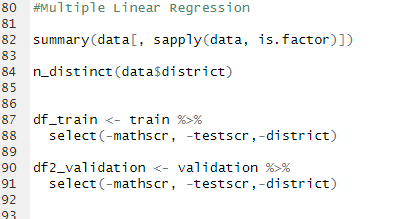 80 #Multiple Linear Regression
81
82 summary(data[, sapply(data, is.factor)])
83
84 n_distinct(data$district)
85
86
87 df_train <- train %>%
88   select(-mathscr, -testscr,-district)
89
90 df2_validation <- validation %>%
91   select(-mathscr, -testscr,-district)
92
93